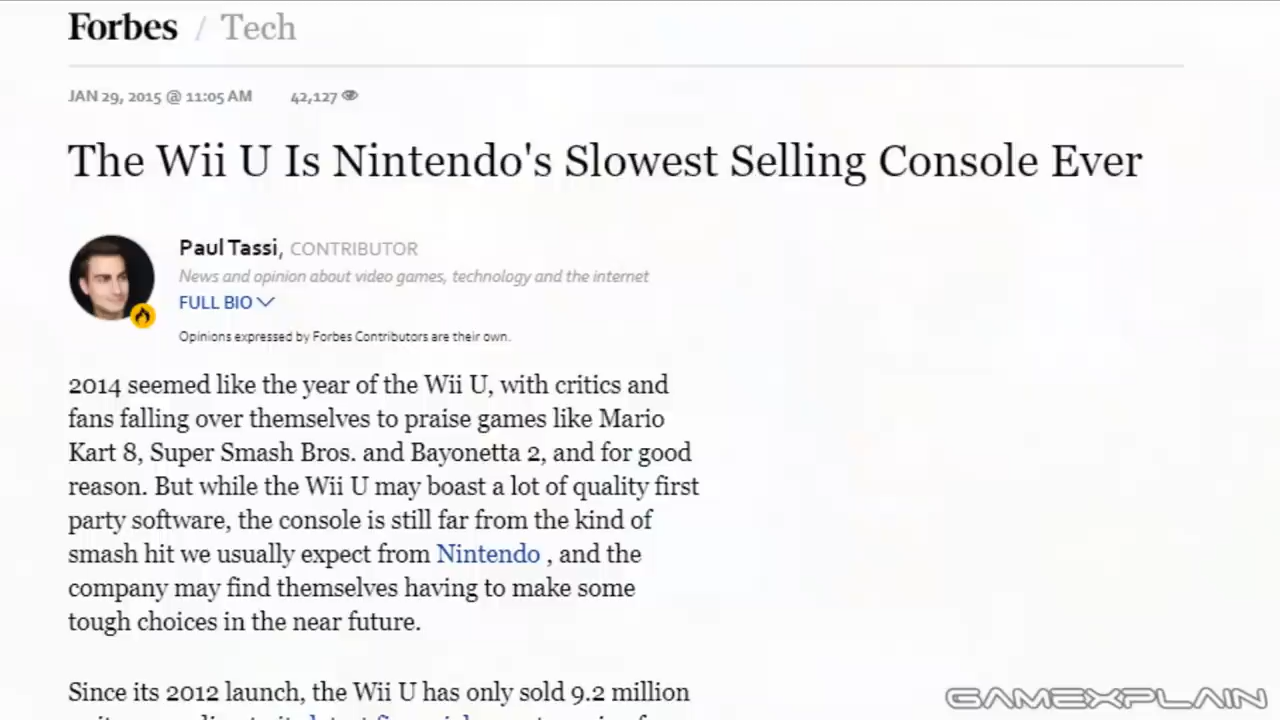 Forbes / Tech
JAN 29, 2015 @ 11:05 AM 42,127
The Wii U Is Nintendo's Slowest Selling Console Ever
Paul Tassi, CONTRIBUTOR
News and opinion about video games, technology and the internet
FULL BIO
Opinions expressed by Forbes Contributors are their own.
2014 seemed like the year of the Wii U, with critics and
fans falling over themselves to praise games like Mario
Kart 8, Super Smash Bros. and Bayonetta 2, and for good
reason. But while the Wii U may boast a lot of quality first
party software, the console is still far from the kind of
smash hit we usually expect from Nintendo , and the
company may find themselves having to make some
tough choices in the near future.
Since its 2012 launch, the Wii U has only sold 9.2 million
GAMEXPLAIN